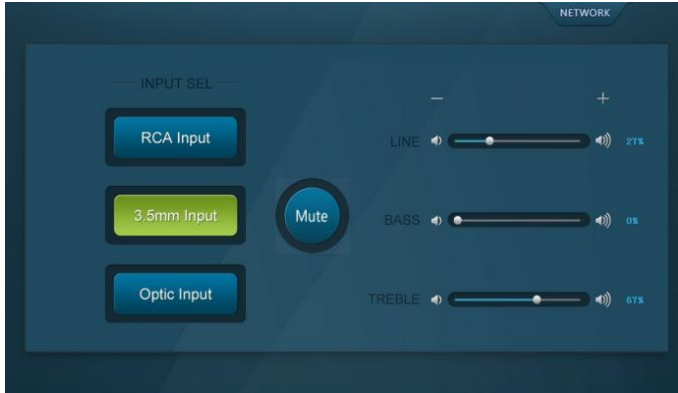 NETWORK
INPUT SEL
RCA Input
3.5mm Input
Optic Input
Mute
− +
LINE 27%
BASS 0%
TREBLE 67%